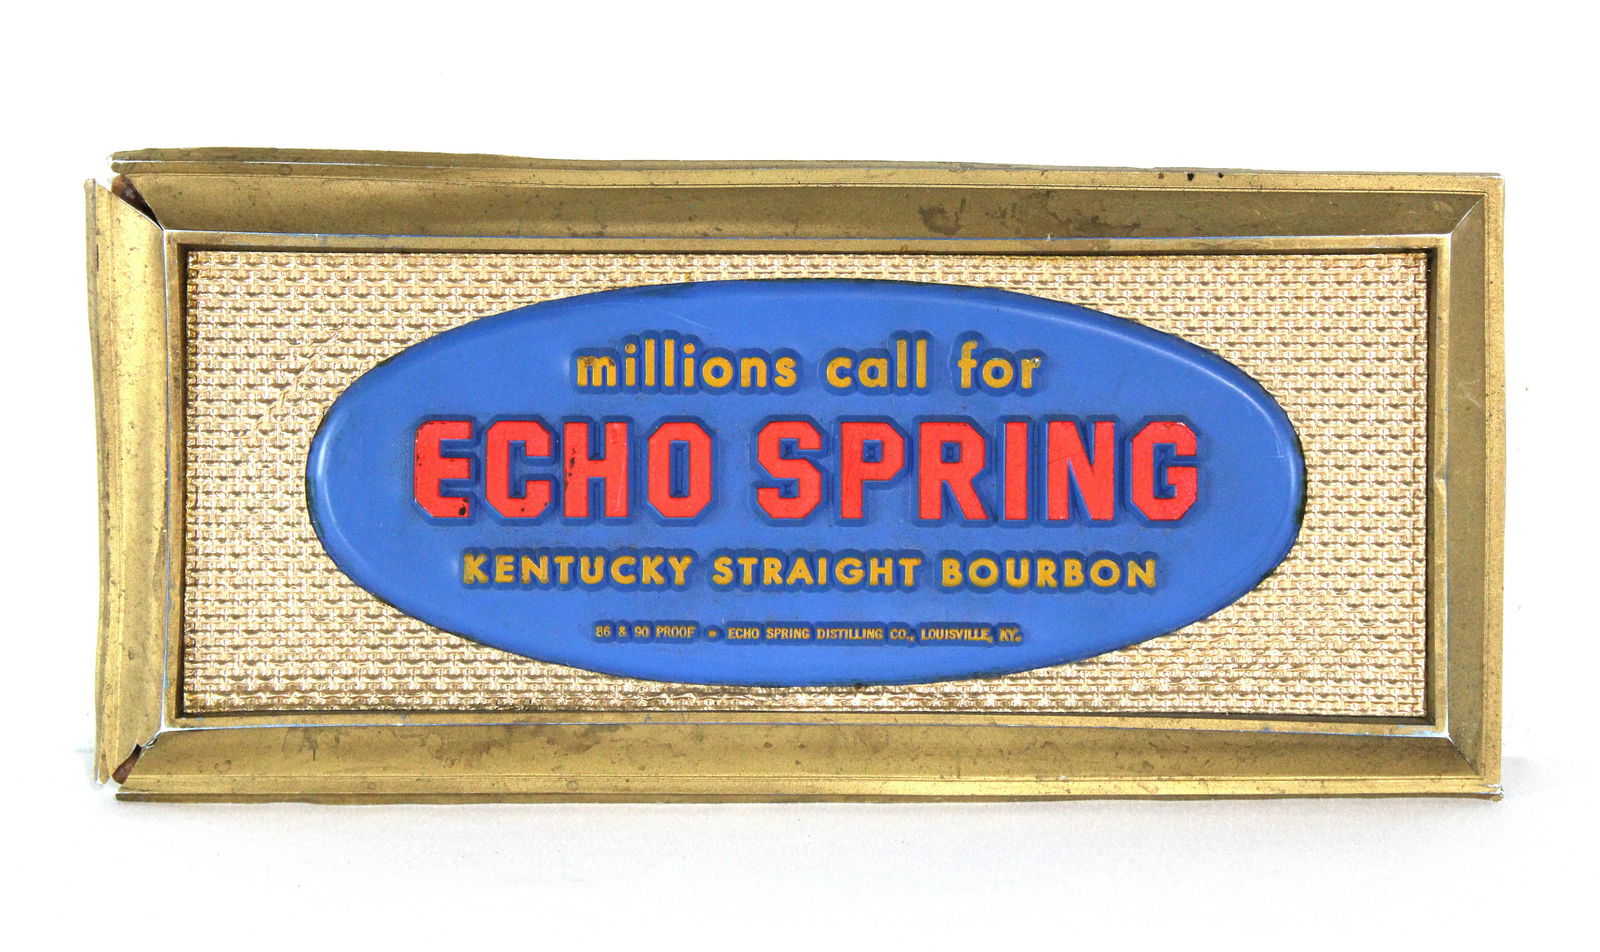 millions call for
ECHO SPRING
KENTUCKY STRAIGHT BOURBON
86 & 90 PROOF • ECHO SPRING DISTILLING CO., LOUISVILLE, KY.